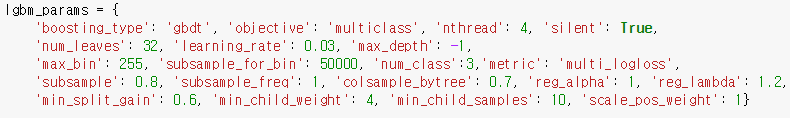 lgbm_params = {
'boosting_type': 'gbdt', 'objective': 'multiclass', 'nthread': 4, 'silent': True,
'num_leaves': 32, 'learning_rate': 0.03, 'max_depth': -1,
'max_bin': 255, 'subsample_for_bin': 50000, 'num_class':3,'metric': 'multi_logloss',
'subsample': 0.8, 'subsample_freq': 1, 'colsample_bytree': 0.7, 'reg_alpha': 1, 'reg_lambda': 1.2,
'min_split_gain': 0.6, 'min_child_weight': 4, 'min_child_samples': 10, 'scale_pos_weight': 1}